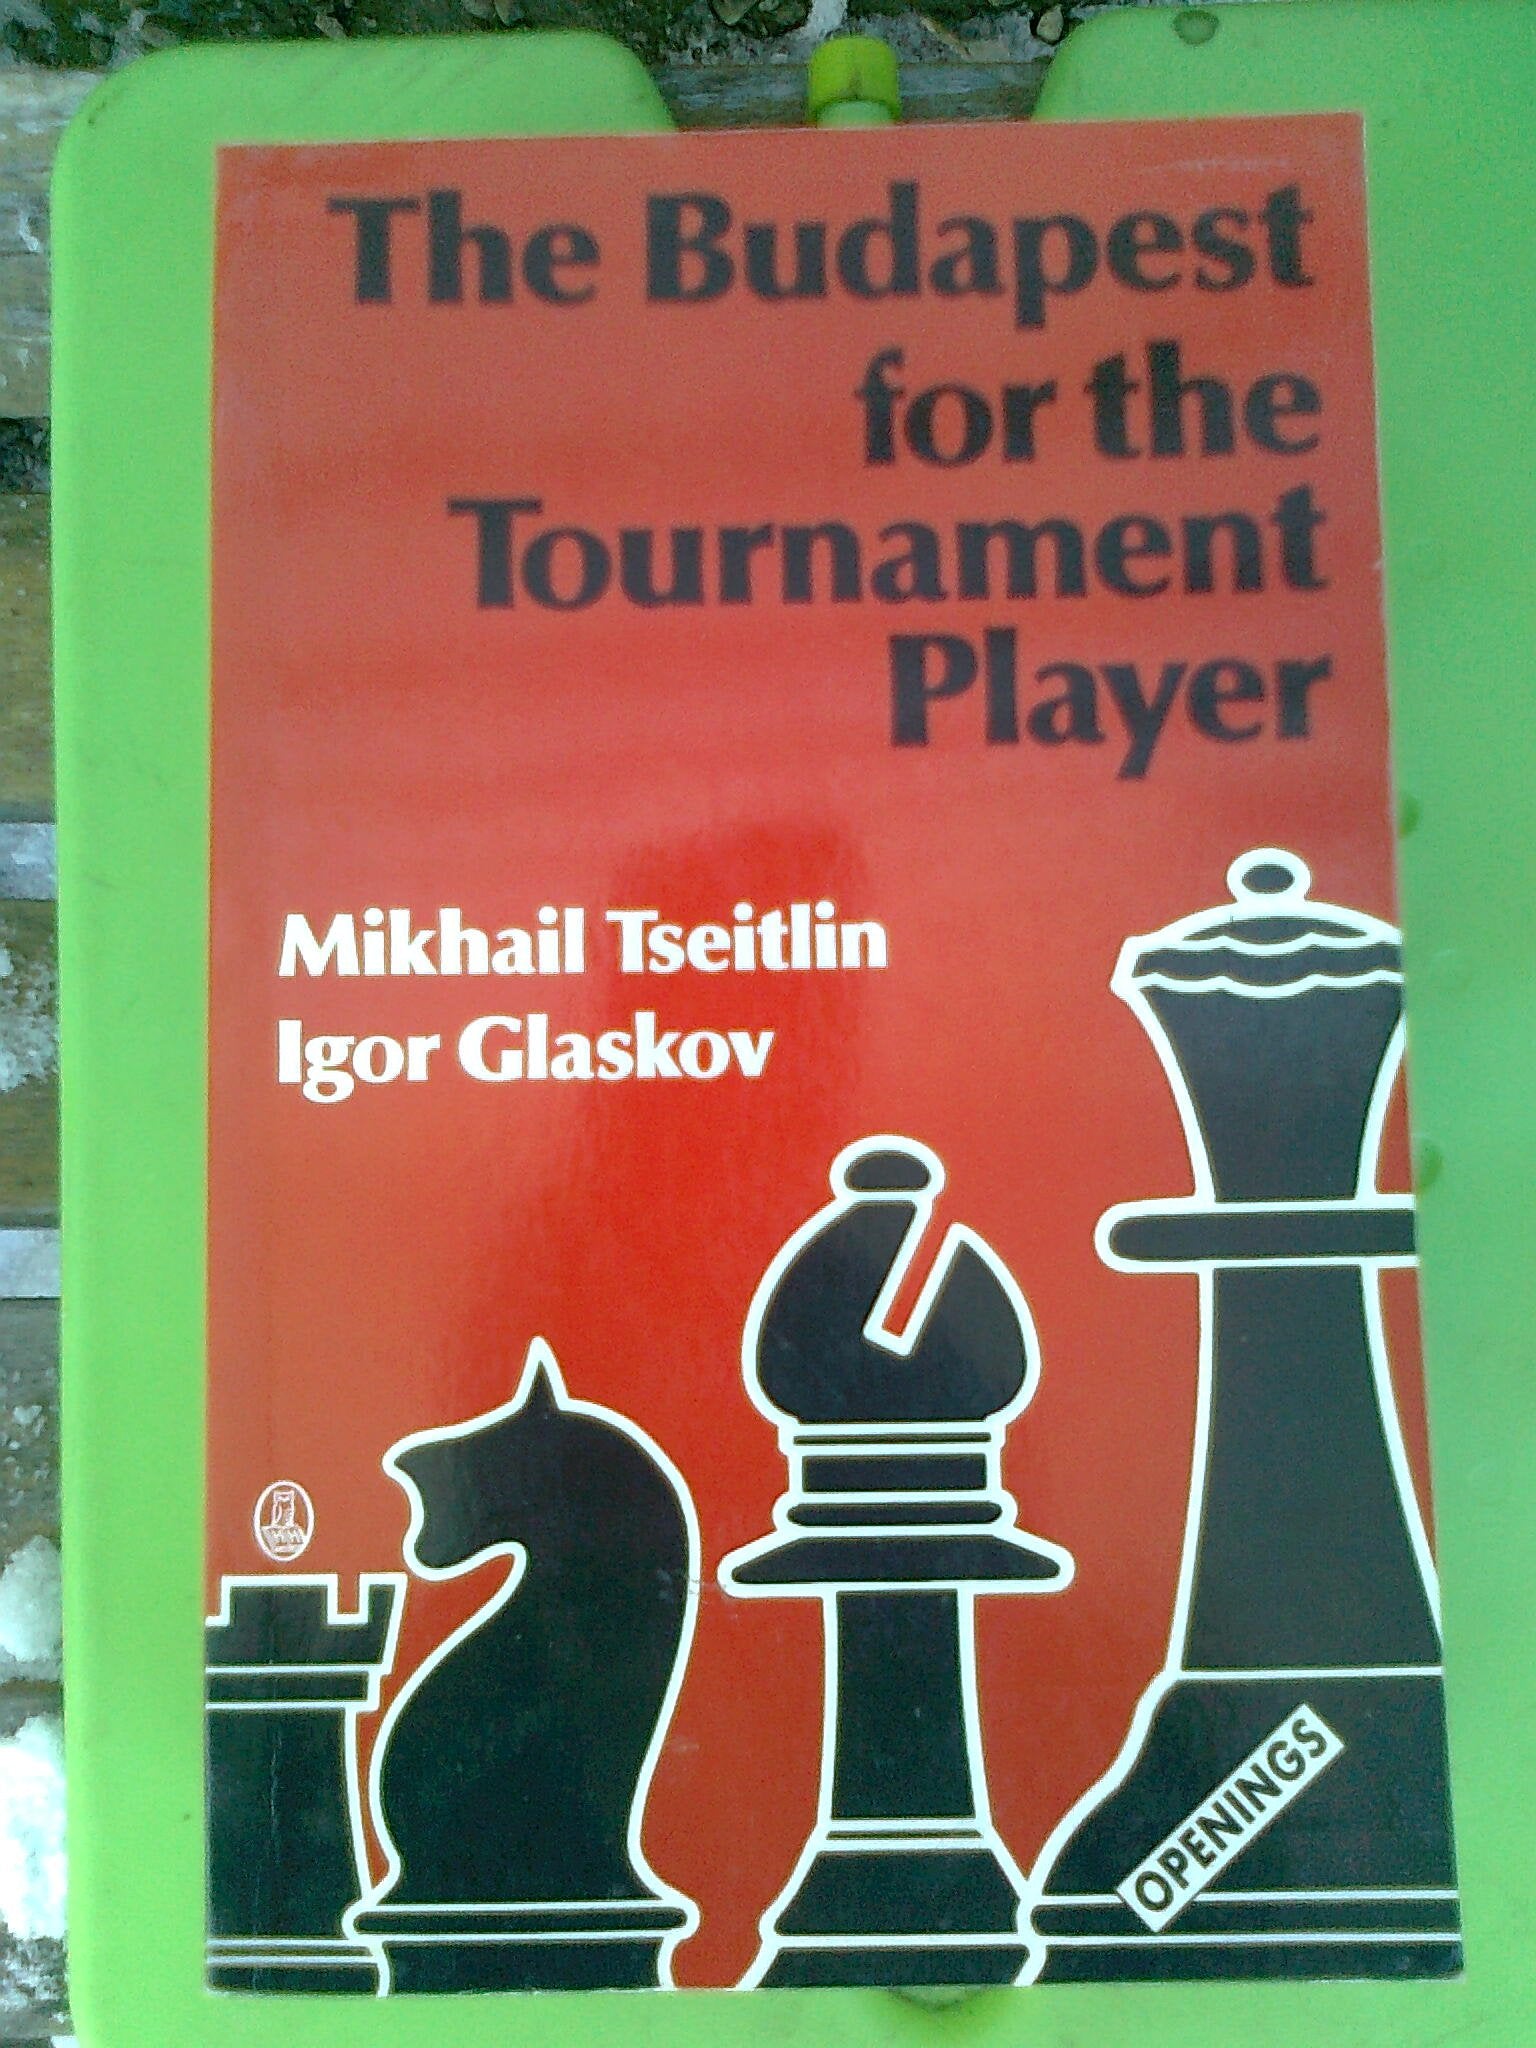 The Budapest
for the
Tournament
Player
Mikhail Tseitlin
Igor Glaskov
OPENINGS